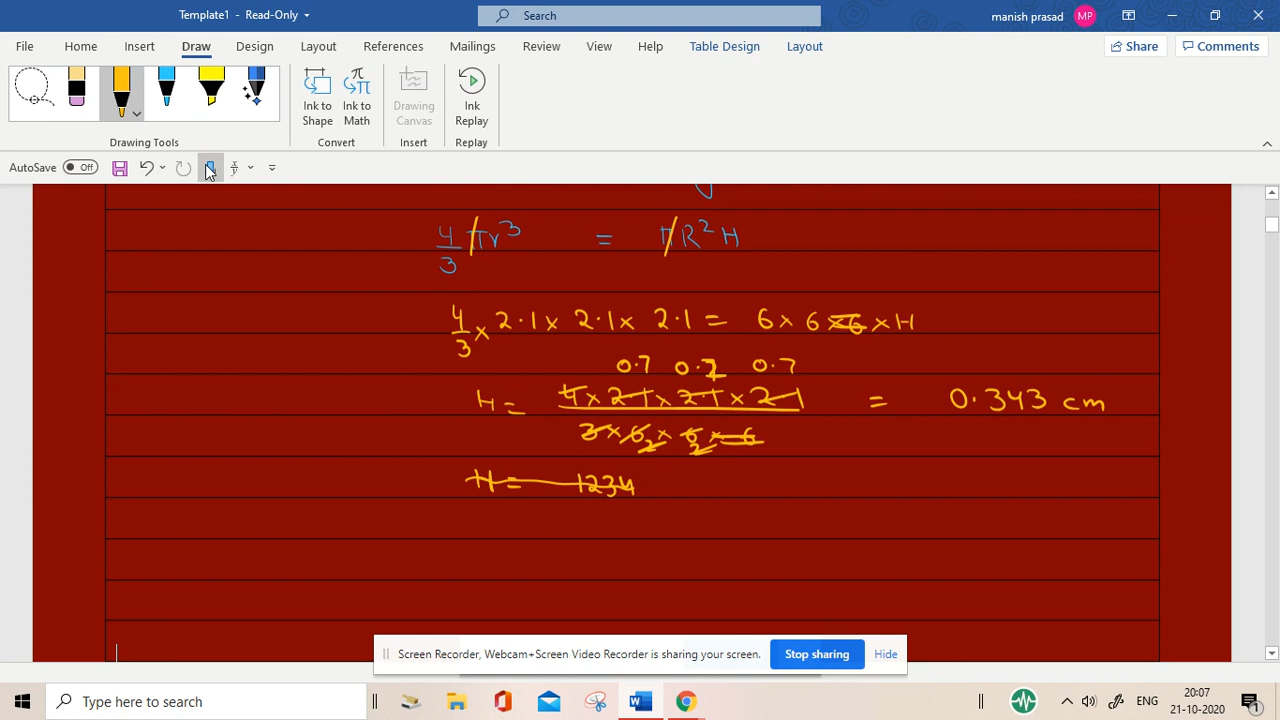 Template1 - Read-Only
Search
manish prasad
MP
File Home Insert Draw Design Layout References Mailings Review View Help Table Design Layout
Share
Comments
Ink to Shape
Ink to Math
Drawing Canvas
Ink Replay
Drawing Tools
Convert
Insert
Replay
AutoSave Off
4/3 πr³ = πR²H
4/3 × 2.1 × 2.1 × 2.1 = 6 × 6 × 6 × H
0.7 0.7 0.7
H = 4 × 2.1 × 2.1 × 2.1 = 0.343 cm
3 × 6 × 6 × 6
2 2
H = 1234
Screen Recorder, Webcam+Screen Video Recorder is sharing your screen.
Stop sharing
Hide
Type here to search
ENG
20:07
21-10-2020
1